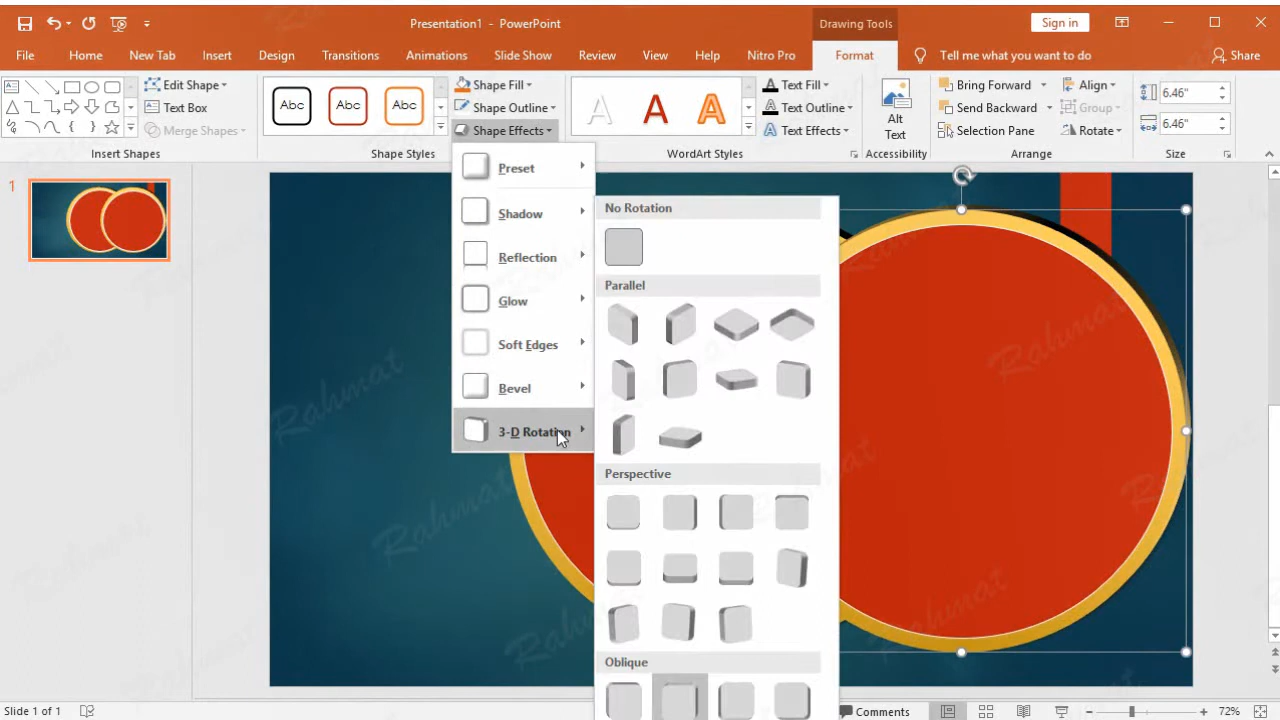 Presentation1 - PowerPoint
Drawing Tools
Sign in
File Home New Tab Insert Design Transitions Animations Slide Show Review View Help Nitro Pro Format Tell me what you want to do Share
Edit Shape
Text Box
Merge Shapes
Insert Shapes
Abc Abc Abc
Shape Fill
Shape Outline
Shape Effects
Shape Styles
A A A
Text Fill
Text Outline
Text Effects
WordArt Styles
Alt
Text
Accessibility
Bring Forward
Send Backward
Selection Pane
Align
Group
Rotate
Arrange
6.46"
6.46"
Size
1
Preset
Shadow
Reflection
Glow
Soft Edges
Bevel
3-D Rotation
No Rotation
Parallel
Perspective
Oblique
Rahmat
Rahmat
Rahmat
Rahmat
Rahmat
Slide 1 of 1
Comments
72%